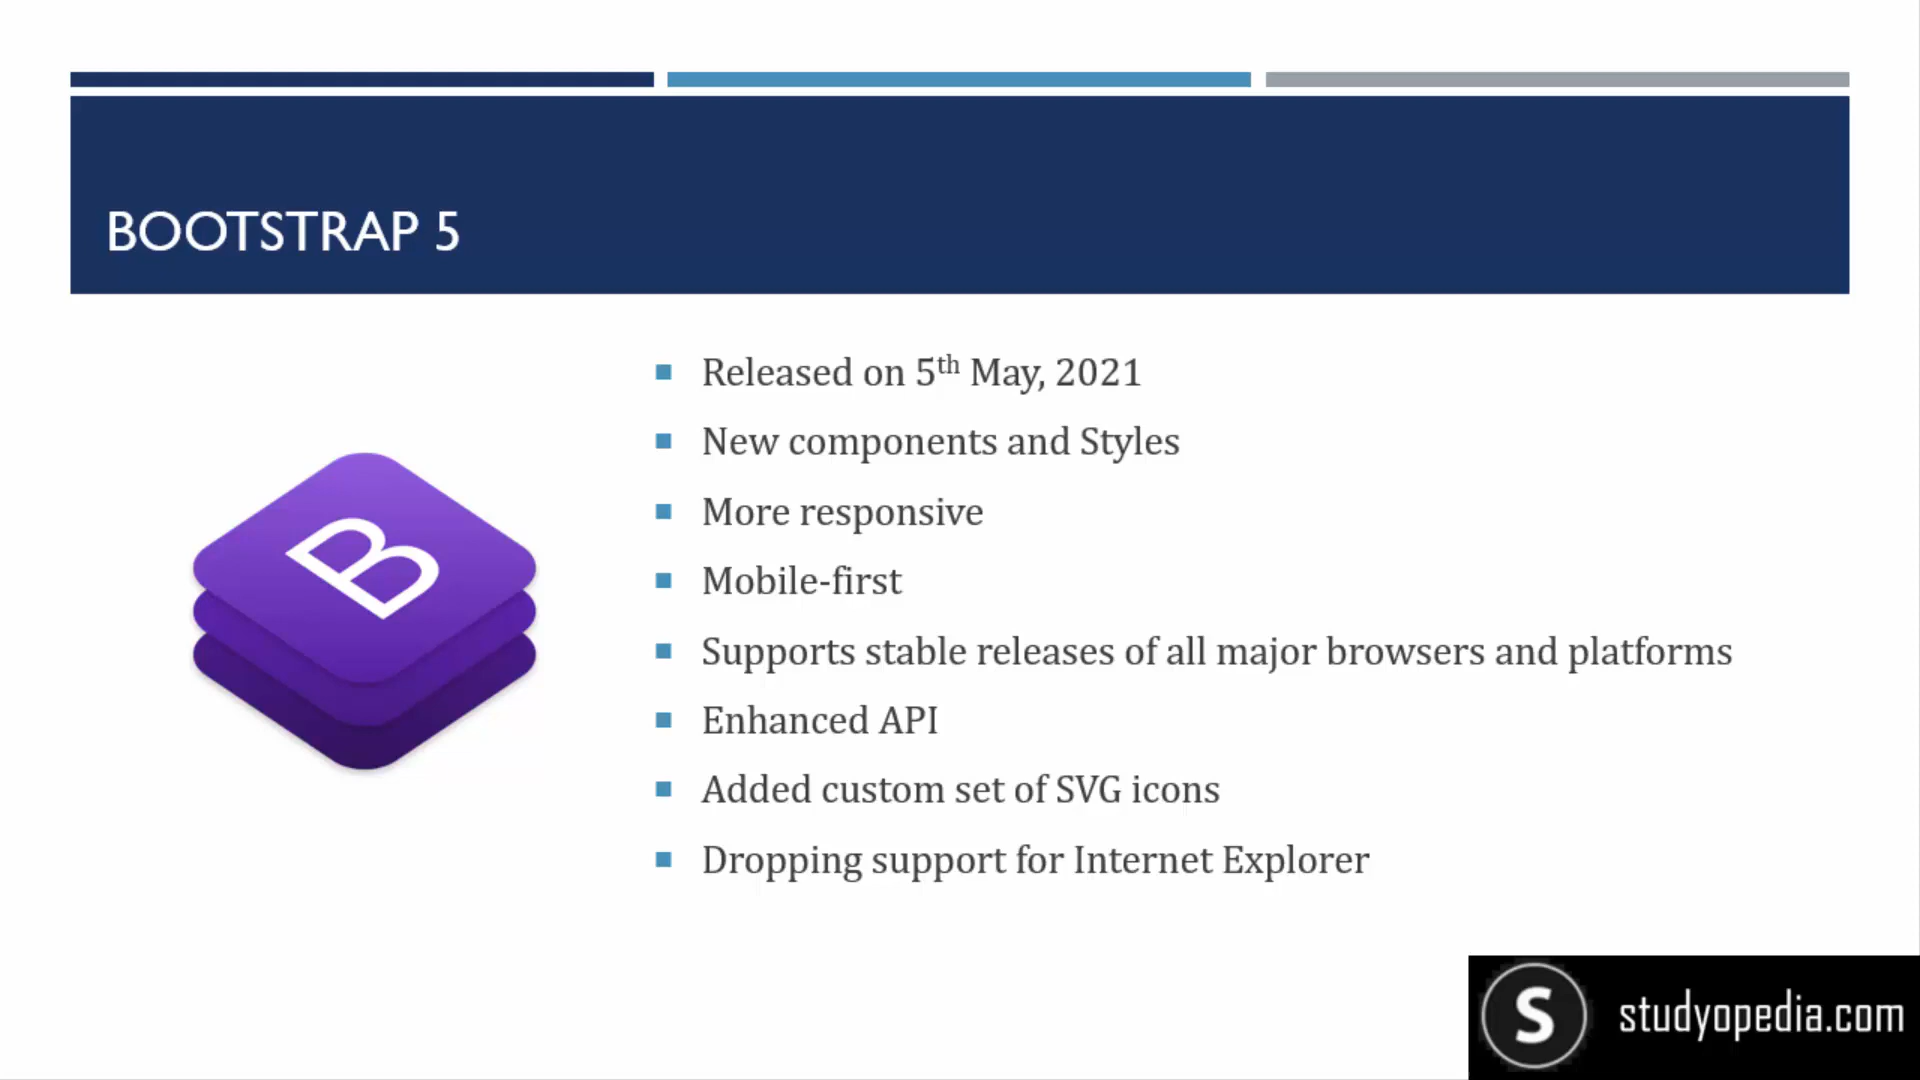 BOOTSTRAP 5
B
Released on 5th May, 2021
New components and Styles
More responsive
Mobile-first
Supports stable releases of all major browsers and platforms
Enhanced API
Added custom set of SVG icons
Dropping support for Internet Explorer
S studyopedia.com